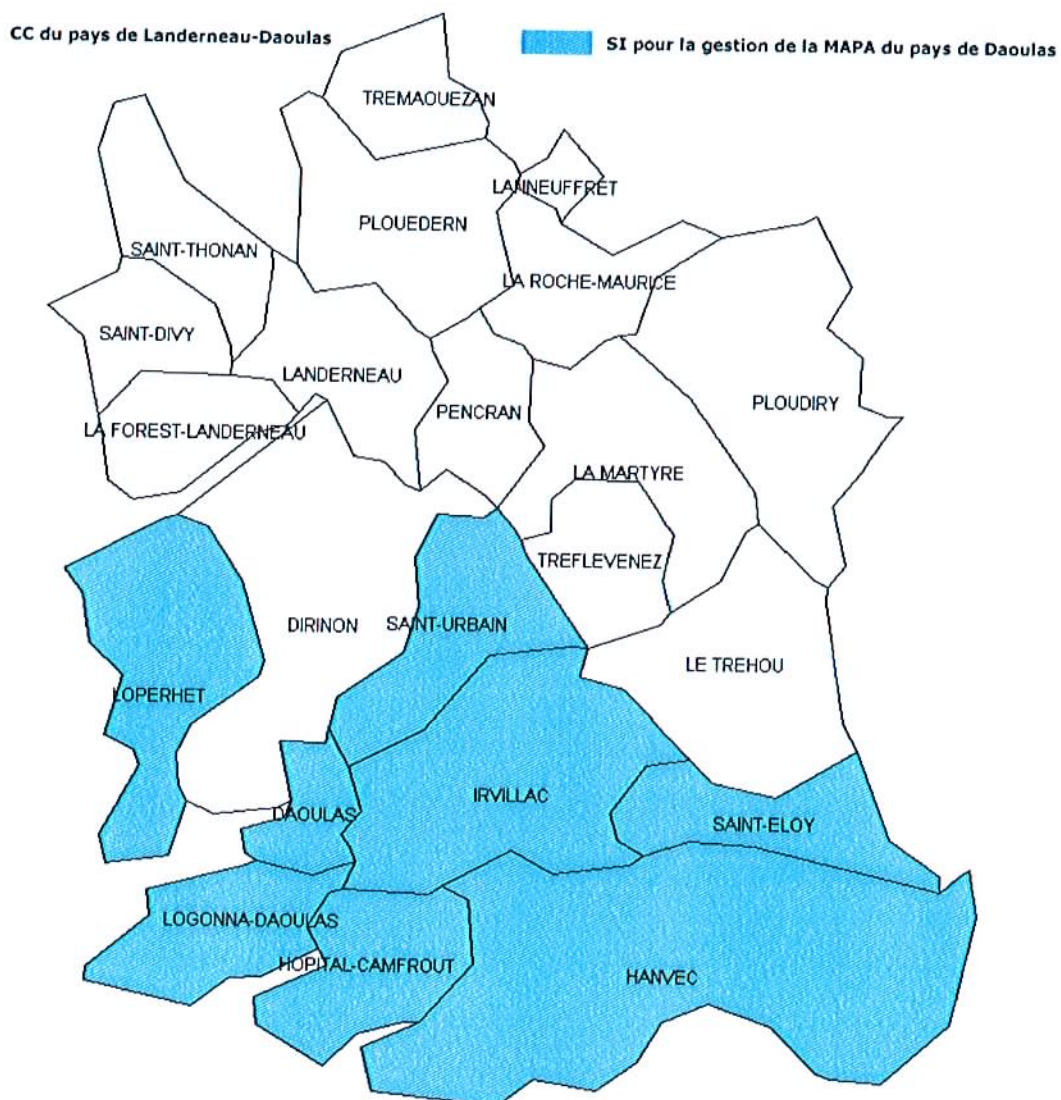 CC du pays de Landerneau-Daoulas
SI pour la gestion de la MAPA du pays de Daoulas
TREMAOUEZAN
LANNEUFFRET
PLOUEDERN
SAINT-THONAN
LA ROCHE-MAURICE
SAINT-DIVY
LANDERNEAU
PENCRAN
PLOUDIRY
LA FOREST-LANDERNEAU
LA MARTYRE
TREFLEVENEZ
DIRINON
SAINT-URBAIN
LE TREHOU
LOPERHET
IRVILLAC
DAOULAS
SAINT-ELOY
LOGONNA-DAOULAS
HOPITAL-CAMFROUT
HANVEC